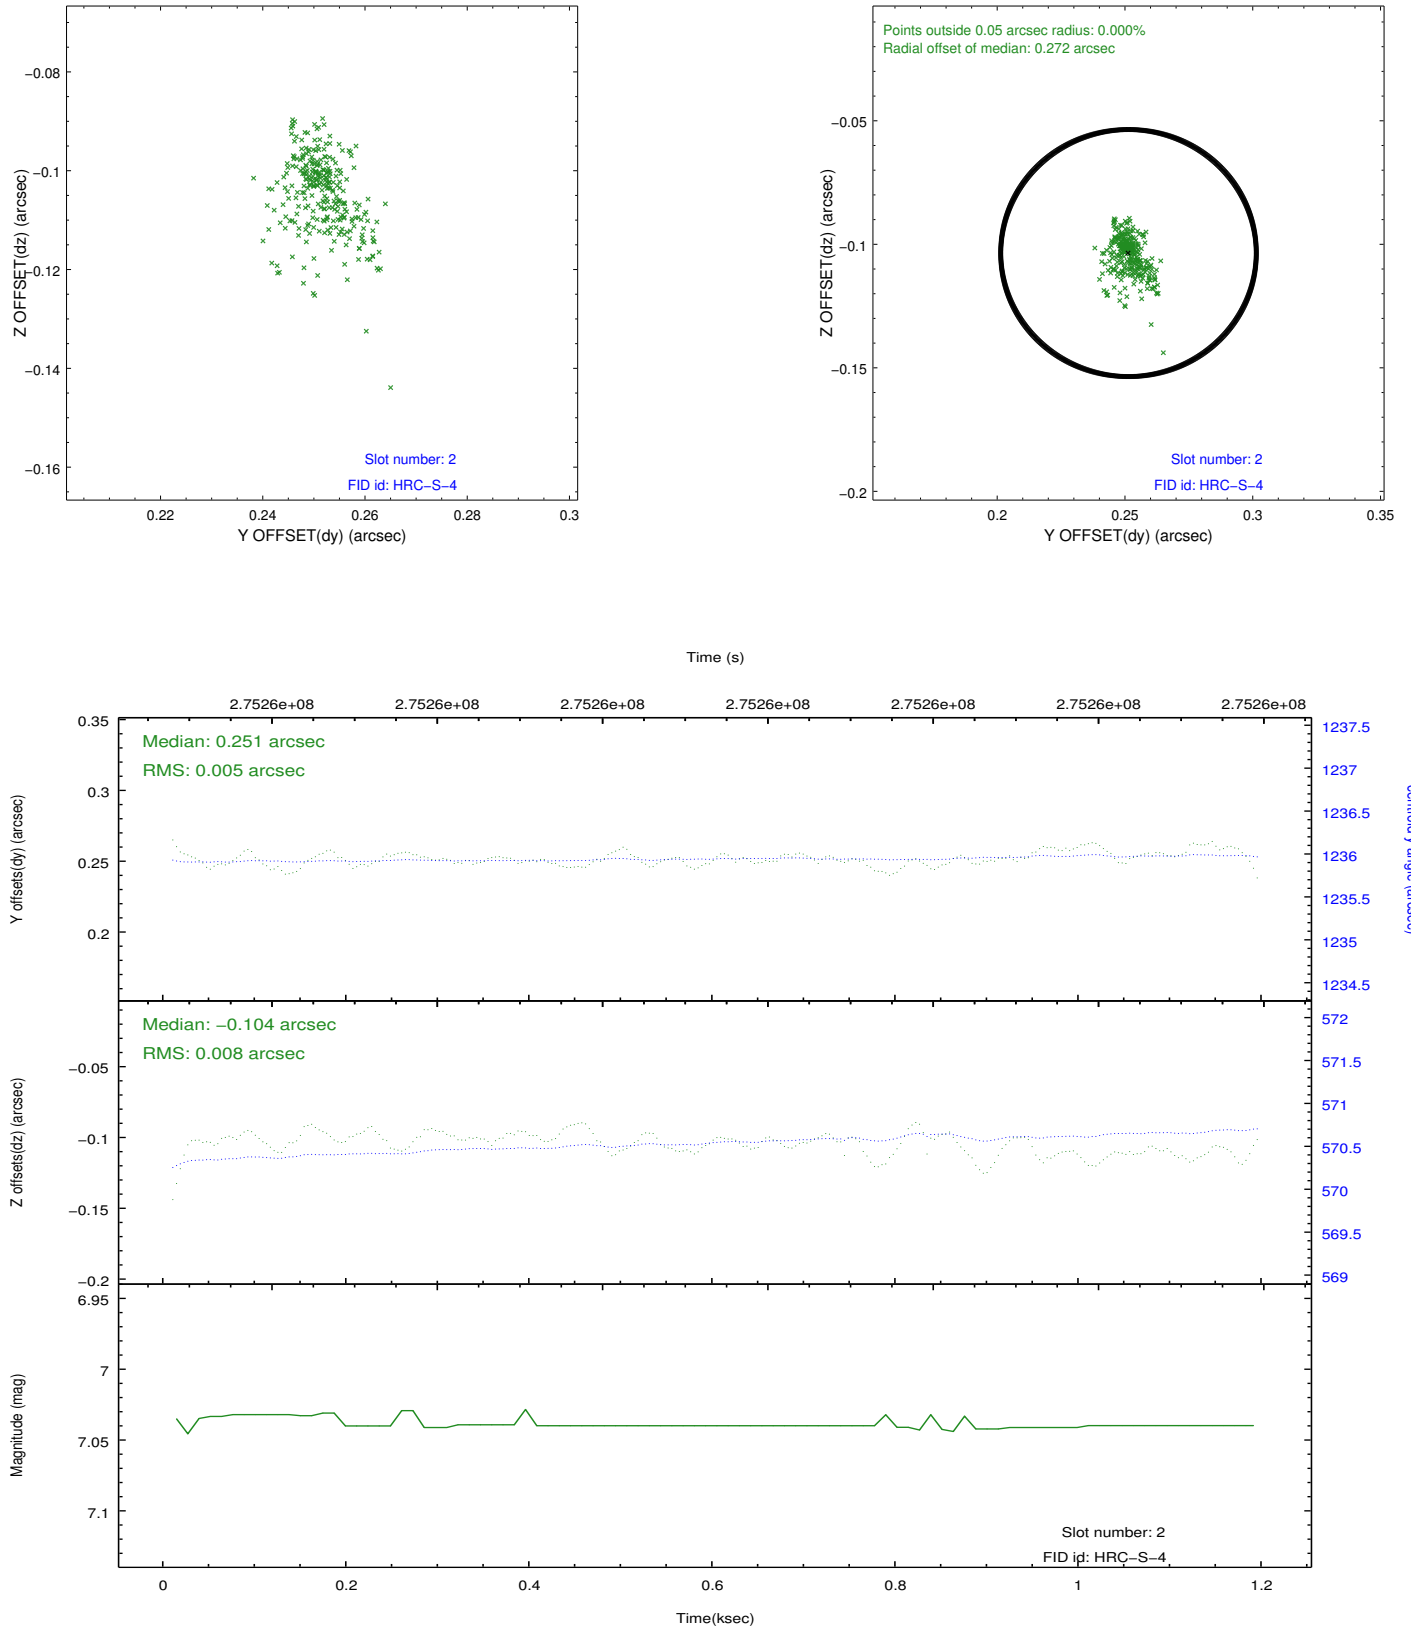 −0.08
−0.1
−0.12
−0.14
−0.16
Z OFFSET(dz) (arcsec)
Slot number: 2
FID id: HRC−S−4
0.22 0.24 0.26 0.28 0.3
Y OFFSET(dy) (arcsec)
Points outside 0.05 arcsec radius: 0.000%
Radial offset of median: 0.272 arcsec
−0.05
−0.1
−0.15
−0.2
Z OFFSET(dz) (arcsec)
Slot number: 2
FID id: HRC−S−4
0.2 0.25 0.3 0.35
Y OFFSET(dy) (arcsec)
Time (s)
2.7526e+08 2.7526e+08 2.7526e+08 2.7526e+08 2.7526e+08 2.7526e+08 2.7526e+08
Median: 0.251 arcsec
RMS: 0.005 arcsec
0.35
0.3
0.25
0.2
Y offsets(dy) (arcsec)
1237.5
1237
1236.5
1236
1235.5
1235
1234.5
Median: −0.104 arcsec
RMS: 0.008 arcsec
−0.05
−0.1
−0.15
−0.2
Z offsets(dz) (arcsec)
572
571.5
571
570.5
570
569.5
569
6.95
7
7.05
7.1
Magnitude (mag)
Slot number: 2
FID id: HRC−S−4
0 0.2 0.4 0.6 0.8 1 1.2
Time(ksec)